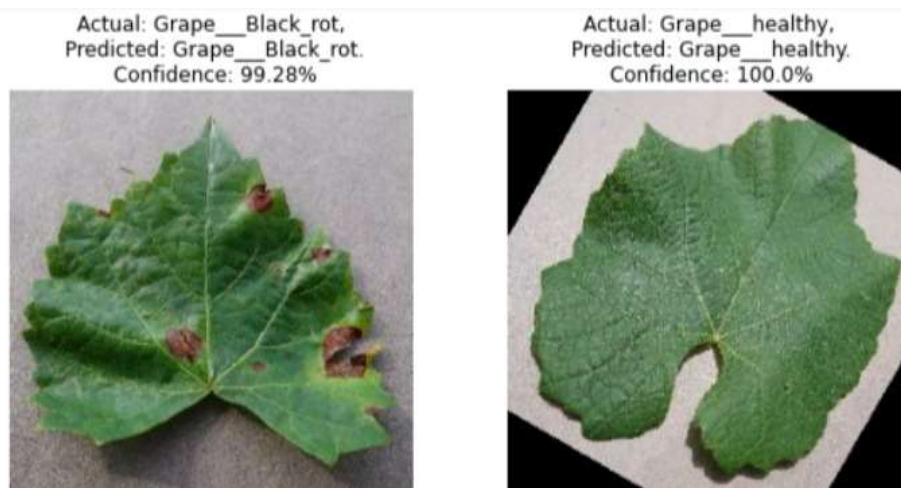 Actual: Grape___Black_rot,
Predicted: Grape___Black_rot.
Confidence: 99.28%
Actual: Grape___healthy,
Predicted: Grape___healthy.
Confidence: 100.0%